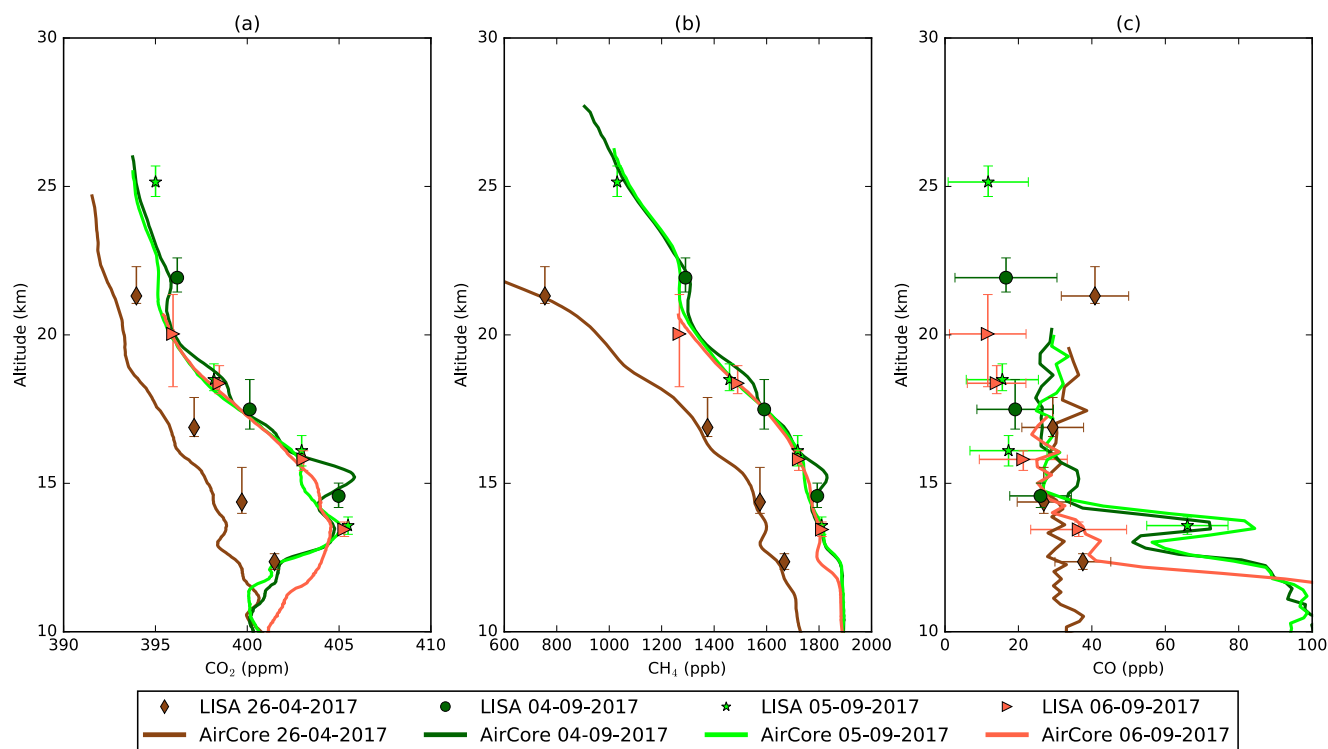 (a)
30
25
20
15
10
Altitude (km)
390 395 400 405 410
CO₂ (ppm)
(b)
30
25
20
15
10
Altitude (km)
600 800 1000 1200 1400 1600 1800 2000
CH₄ (ppb)
(c)
30
25
20
15
10
Altitude (km)
0 20 40 60 80 100
CO (ppb)
LISA 26-04-2017 LISA 04-09-2017 LISA 05-09-2017 LISA 06-09-2017
AirCore 26-04-2017 AirCore 04-09-2017 AirCore 05-09-2017 AirCore 06-09-2017